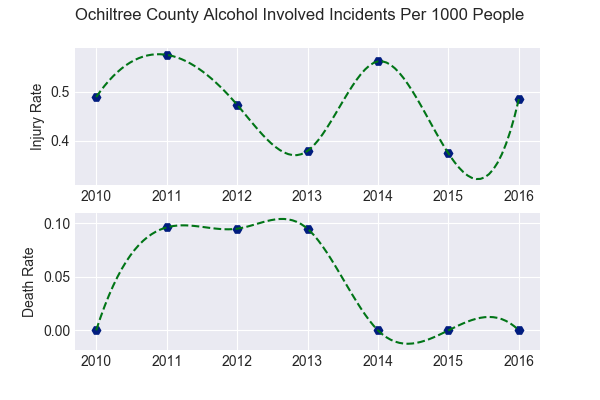 Ochiltree County Alcohol Involved Incidents Per 1000 People
Injury Rate
0.5
0.4
2010 2011 2012 2013 2014 2015 2016
Death Rate
0.10
0.05
0.00
2010 2011 2012 2013 2014 2015 2016